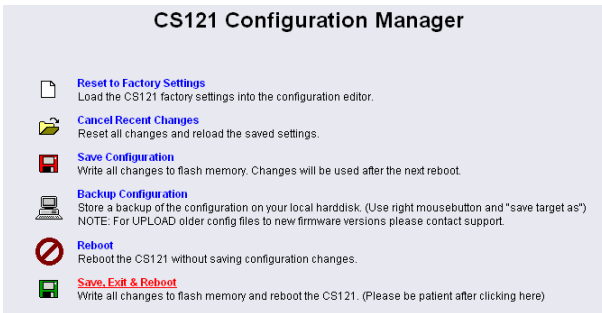 CS121 Configuration Manager
Reset to Factory Settings
Load the CS121 factory settings into the configuration editor.
Cancel Recent Changes
Reset all changes and reload the saved settings.
Save Configuration
Write all changes to flash memory. Changes will be used after the next reboot.
Backup Configuration
Store a backup of the configuration on your local harddisk. (Use right mousebutton and "save target as")
NOTE: For UPLOAD older config files to new firmware versions please contact support.
Reboot
Reboot the CS121 without saving configuration changes.
Save, Exit & Reboot
Write all changes to flash memory and reboot the CS121. (Please be patient after clicking here)